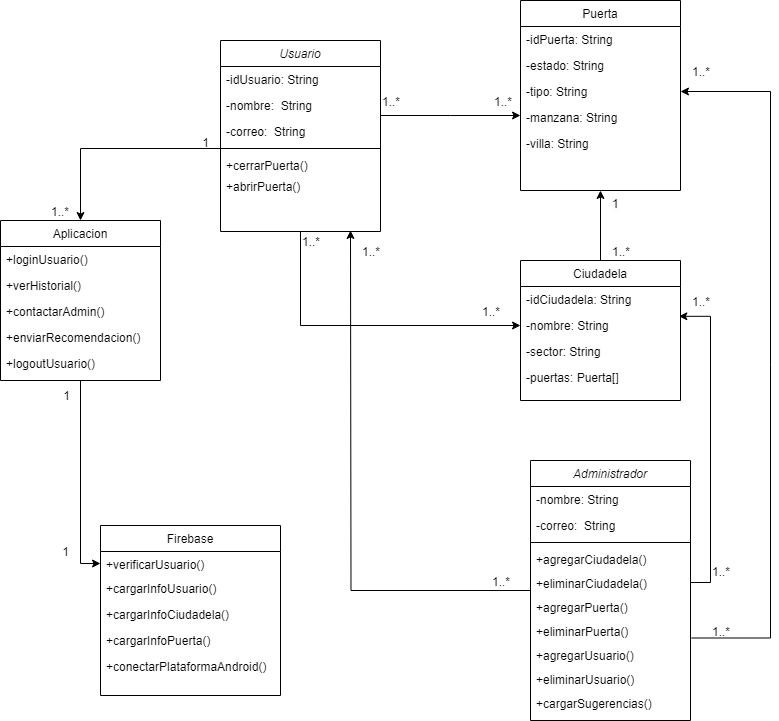 Puerta
-idPuerta: String
-estado: String
-tipo: String
-manzana: String
-villa: String
Usuario
-idUsuario: String
-nombre: String
-correo: String
+cerrarPuerta()
+abrirPuerta()
1..*
1..*
1..*
1
1..*
Aplicacion
+loginUsuario()
+verHistorial()
+contactarAdmin()
+enviarRecomendacion()
+logoutUsuario()
1
1..*
1..*
1..*
1..*
1
Ciudadela
-idCiudadela: String
-nombre: String
-sector: String
-puertas: Puerta[]
1..*
Administrador
-nombre: String
-correo: String
+agregarCiudadela()
+eliminarCiudadela()
+agregarPuerta()
+eliminarPuerta()
+agregarUsuario()
+eliminarUsuario()
+cargarSugerencias()
1..*
1..*
1..*
1
Firebase
+verificarUsuario()
+cargarInfoUsuario()
+cargarInfoCiudadela()
+cargarInfoPuerta()
+conectarPlataformaAndroid()